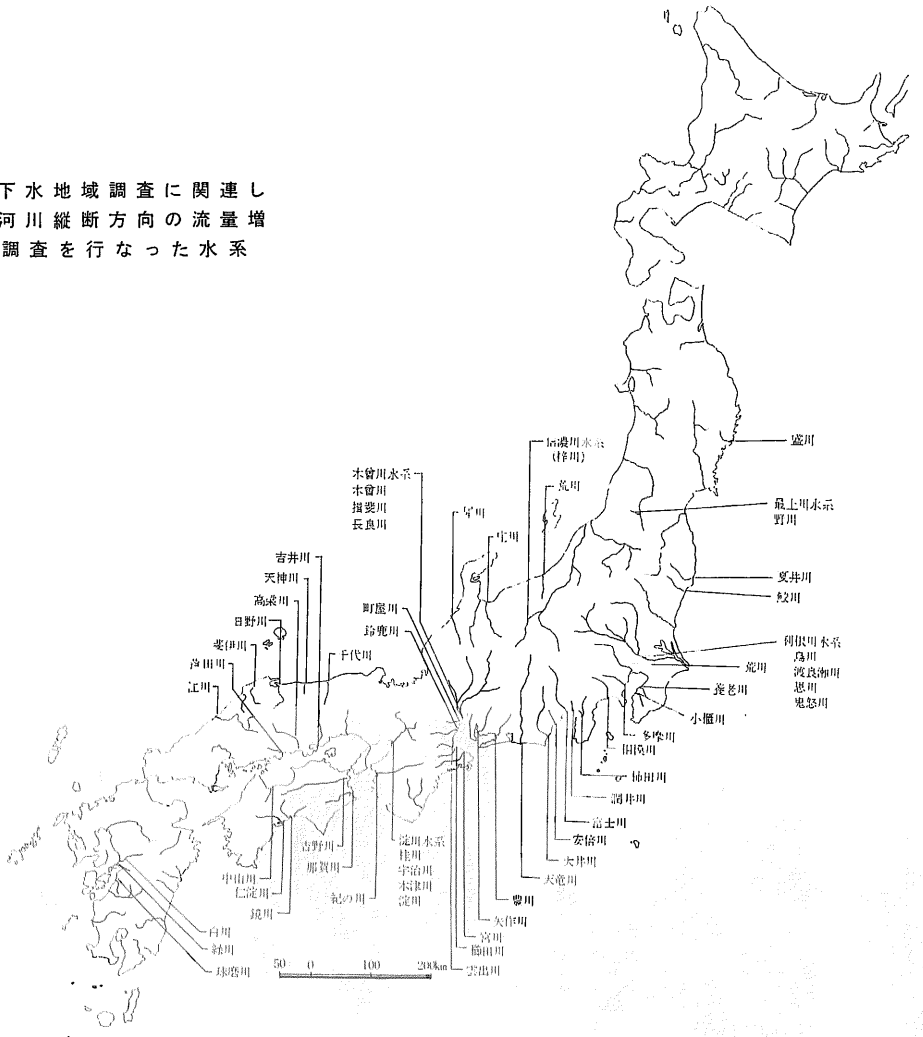 下水地域調査に関連し
河川縦断方向の流量増
調査を行なった水系
盛川
最上川水系
野川
夏井川
鮫川
利根川水系
烏川
渡良瀬川
思川
鬼怒川
荒川
養老川
小櫃川
多摩川
相模川
柿田川
潤井川
富士川
安倍川
大井川
天竜川
豊川
矢作川
宮川
櫛田川
雲出川
信濃川水系
(梓川)
荒川
庄川
木曽川水系
木曽川
揖斐川
長良川
町屋川
鈴鹿川
吉井川
天神川
高梁川
日野川
斐伊川
芦田川
江川
千代川
吉野川
那賀川
紀の川
淀川水系
桂川
宇治川
木津川
淀川
中山川
仁淀川
鏡川
白川
緑川
球磨川
50 0 100 200km